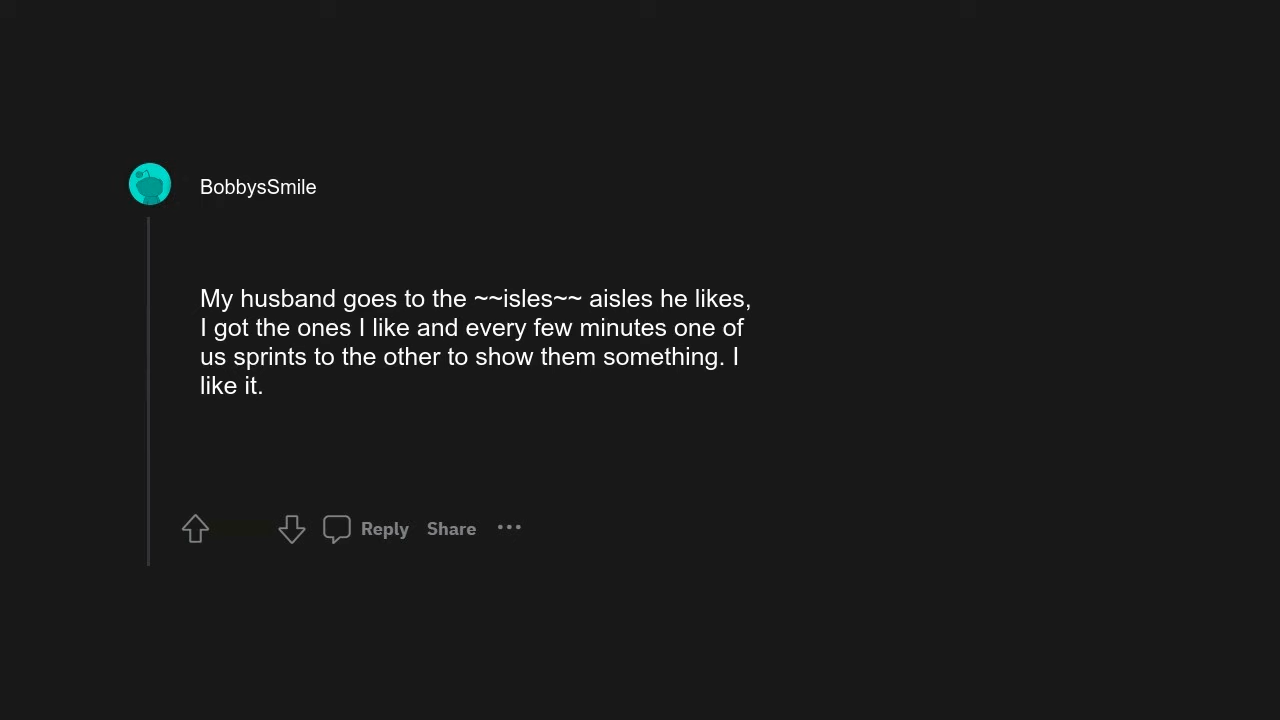 BobbysSmile
My husband goes to the ~~isles~~ aisles he likes,
I got the ones I like and every few minutes one of
us sprints to the other to show them something. I
like it.
Reply Share